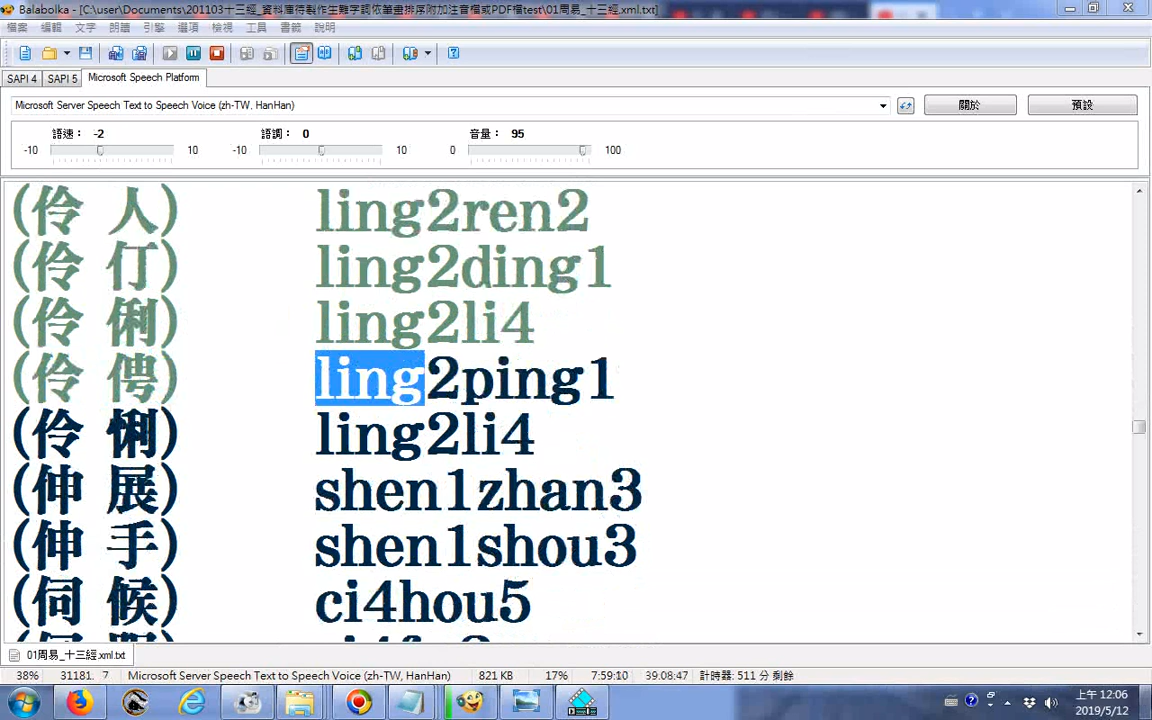 Balabolka - [C:\user\Documents\201103十三經_資料庫待製作生難字詞依筆畫排序附加注音檔或PDF檔test\01周易_十三經.xml.txt]
檔案 編輯 文字 朗讀 引擎 選項 檢視 工具 書籤 說明
SAPI 4 SAPI 5 Microsoft Speech Platform
Microsoft Server Speech Text to Speech Voice (zh-TW, HanHan) 關於 預設
語速： -2 語調： 0 音量： 95
-10 10 -10 10 0 100
(伶 人) ling2ren2
(伶 仃) ling2ding1
(伶 俐) ling2li4
(伶 俜) ling2ping1
(伶 悧) ling2li4
(伸 展) shen1zhan3
(伸 手) shen1shou3
(伺 候) ci4hou5
01周易_十三經.xml.txt
38% 31181. 7 Microsoft Server Speech Text to Speech Voice (zh-TW, HanHan) 821 KB 17% 7:59:10 39:08:47 計時器: 511 分 剩餘
上午 12:06
2019/5/12